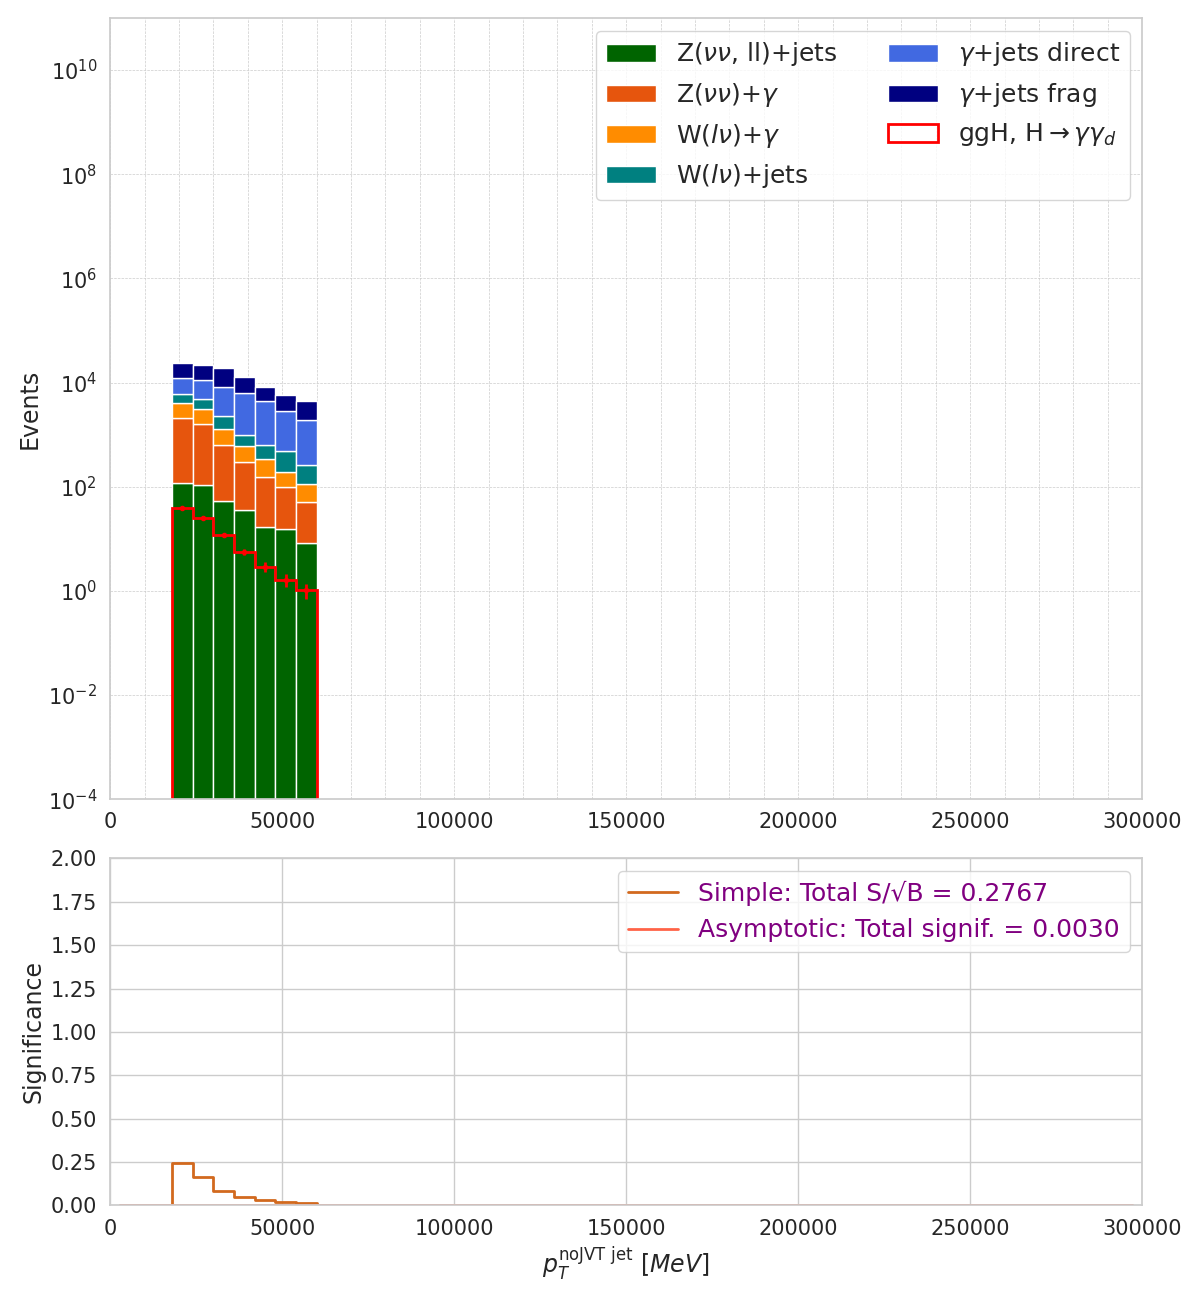 Events
10^10
10^8
10^6
10^4
10^2
10^0
10^−2
10^−4
Z(νν, ll)+jets
Z(νν)+γ
W(lν)+γ
W(lν)+jets
γ+jets direct
γ+jets frag
ggH, H→γγ_d
0 50000 100000 150000 200000 250000 300000
Significance
2.00
1.75
1.50
1.25
1.00
0.75
0.50
0.25
0.00
Simple: Total S/√B = 0.2767
Asymptotic: Total signif. = 0.0030
0 50000 100000 150000 200000 250000 300000
p_T^noJVT jet [MeV]